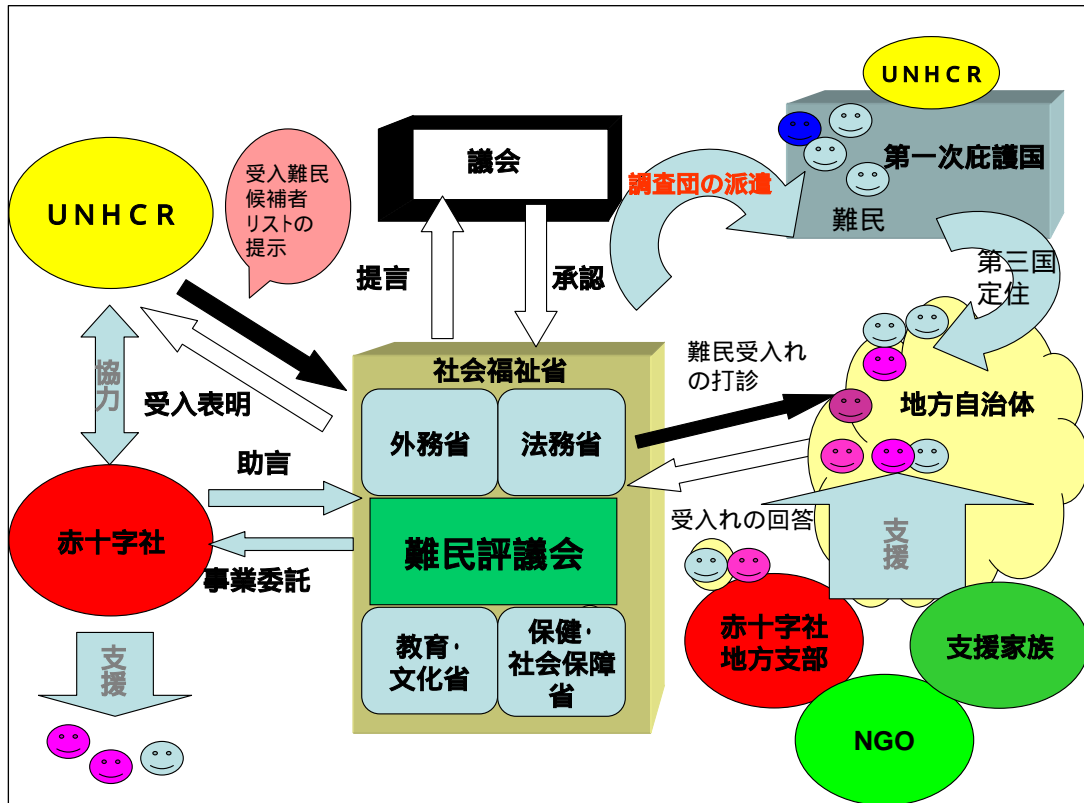 ＵＮＨＣＲ
ＵＮＨＣＲ
受入難民
候補者
リストの
提示
議会
調査団の派遣
第一次庇護国
難民
第三国
定住
提言
承認
社会福祉省
外務省
法務省
難民評議会
教育・
文化省
保健・
社会保障
省
協力
受入表明
助言
赤十字社
事業委託
支援
難民受入れ
の打診
地方自治体
受入れの回答
支援
赤十字社
地方支部
支援家族
NGO